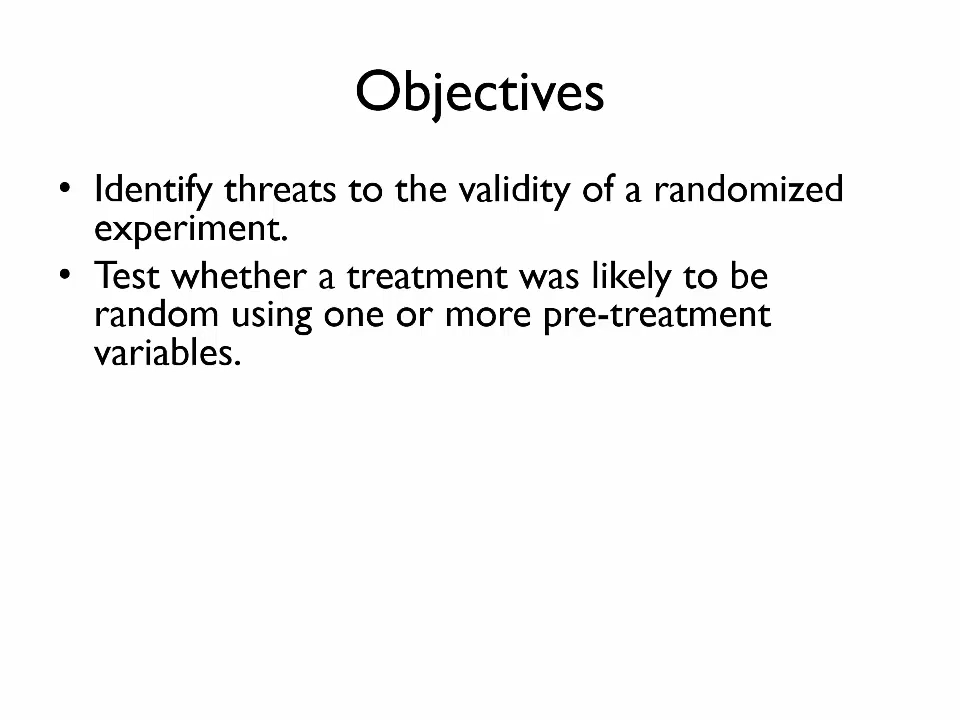 Objectives
• Identify threats to the validity of a randomized
experiment.
• Test whether a treatment was likely to be
random using one or more pre-treatment
variables.